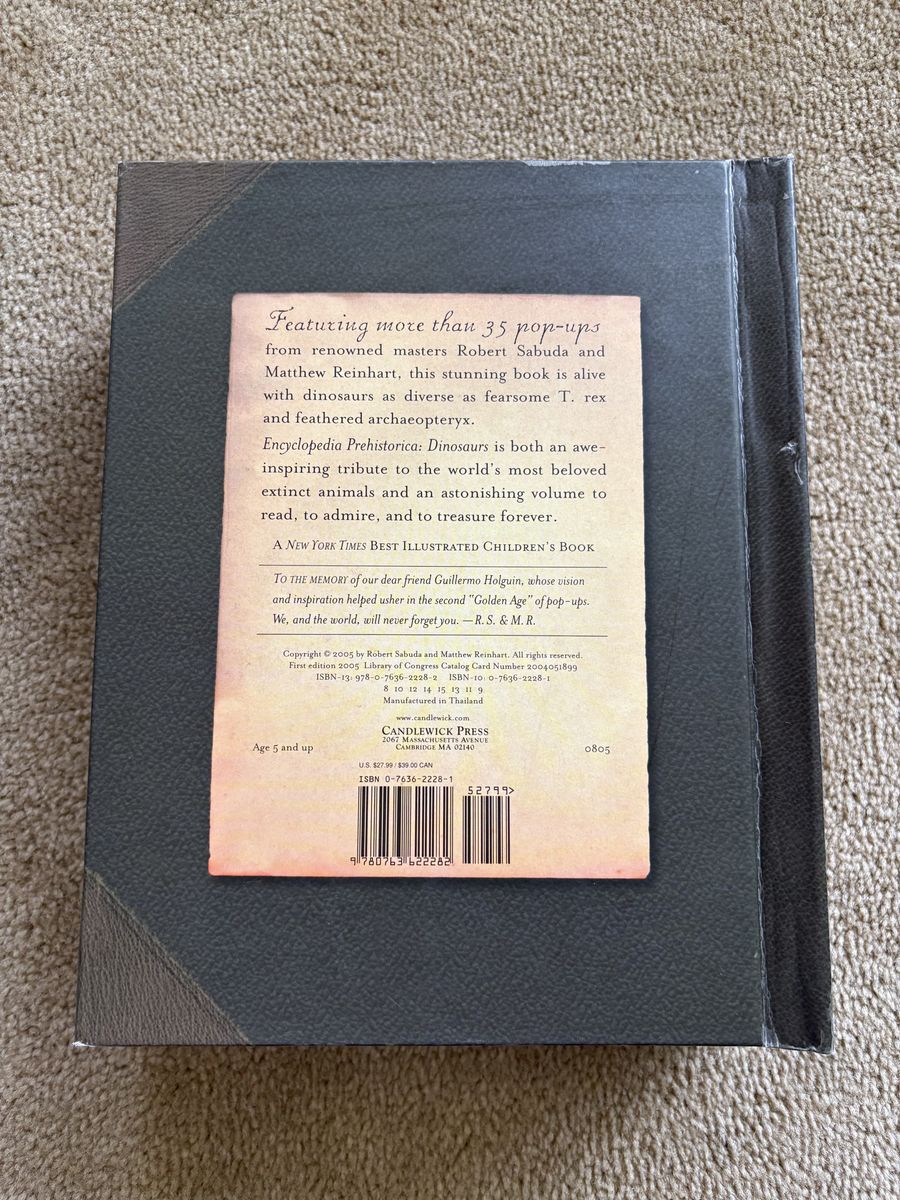 Featuring more than 35 pop-ups
from renowned masters Robert Sabuda and
Matthew Reinhart, this stunning book is alive
with dinosaurs as diverse as fearsome T. rex
and feathered archaeopteryx.
Encyclopedia Prehistorica: Dinosaurs is both an awe-
inspiring tribute to the world's most beloved
extinct animals and an astonishing volume to
read, to admire, and to treasure forever.
A NEW YORK TIMES BEST ILLUSTRATED CHILDREN'S BOOK
TO THE MEMORY of our dear friend Guillermo Holguin, whose vision
and inspiration helped usher in the second "Golden Age" of pop-ups.
We, and the world, will never forget you. —R. S. & M. R.
Copyright © 2005 by Robert Sabuda and Matthew Reinhart. All rights reserved.
First edition 2005 Library of Congress Catalog Card Number 2004051899
ISBN-13: 978-0-7636-2228-2 ISBN-10: 0-7636-2228-1
8 10 12 14 15 13 11 9
Manufactured in Thailand
www.candlewick.com
CANDLEWICK PRESS
2067 MASSACHUSETTS AVENUE
CAMBRIDGE MA 02140
Age 5 and up 0805
U.S. $27.99 / $39.00 CAN
ISBN 0-7636-2228-1
52799>
9 780763 622282